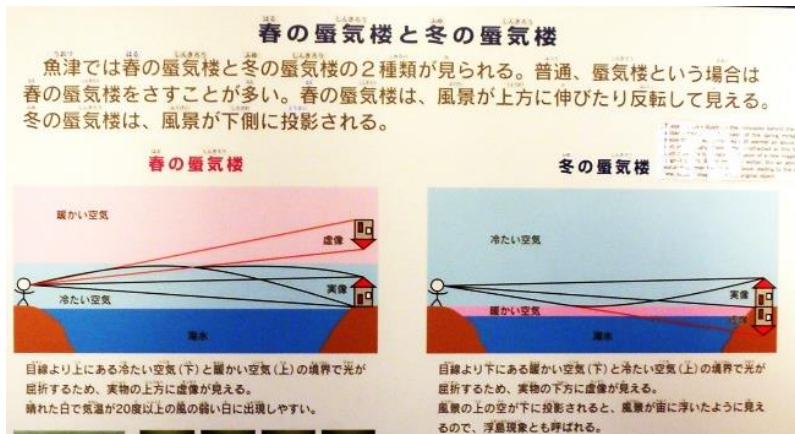 春の蜃気楼と冬の蜃気楼
魚津では春の蜃気楼と冬の蜃気楼の2種類が見られる。普通、蜃気楼という場合は
春の蜃気楼をさすことが多い。春の蜃気楼は、風景が上方に伸びたり反転して見える。
冬の蜃気楼は、風景が下側に投影される。
春の蜃気楼
暖かい空気
虚像
実像
冷たい空気
海水
目線より上にある冷たい空気(下)と暖かい空気(上)の境界で光が
屈折するため、実物の上方に虚像が見える。
晴れた日で気温が20度以上の風の弱い日に出現しやすい。
冬の蜃気楼
冷たい空気
実像
暖かい空気
虚像
海水
目線より下にある暖かい空気(下)と冷たい空気(上)の境界で光が
屈折するため、実物の下方に虚像が見える。
風景の上の空が下に投影されると、風景が宙に浮いたように見え
るので、浮島現象とも呼ばれる。